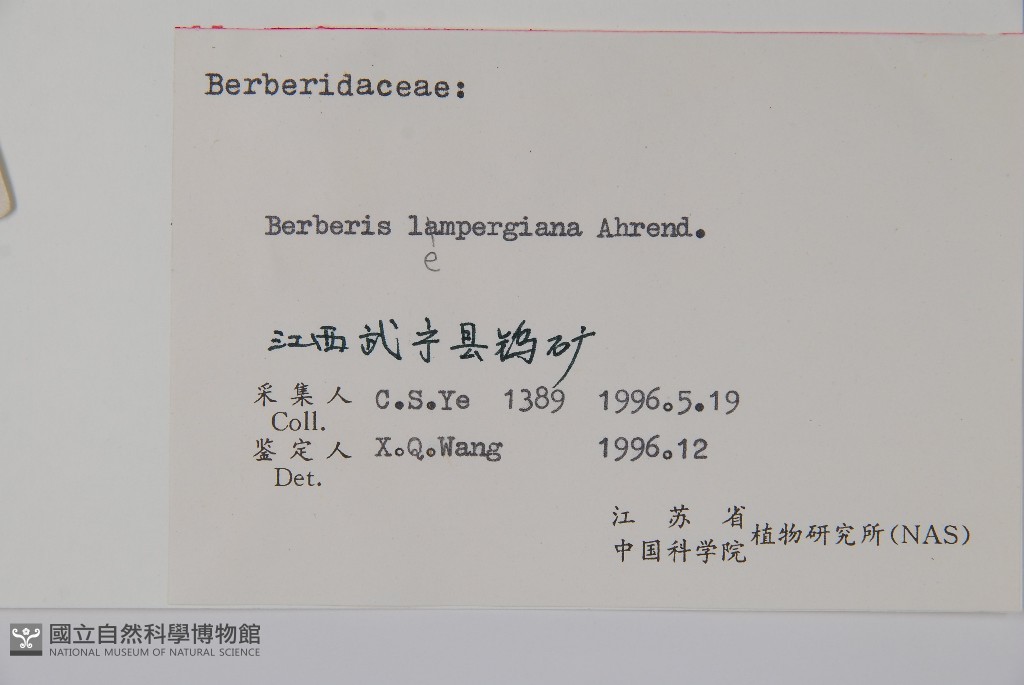 Berberidaceae:
Berberis lampergiana Ahrend.
e
江西武宁县钨矿
采集人 C.S.Ye 1389 1996.5.19
Coll.
鉴定人 X.Q.Wang 1996.12
Det.
江苏省
中国科学院植物研究所(NAS)
國立自然科學博物館
NATIONAL MUSEUM OF NATURAL SCIENCE